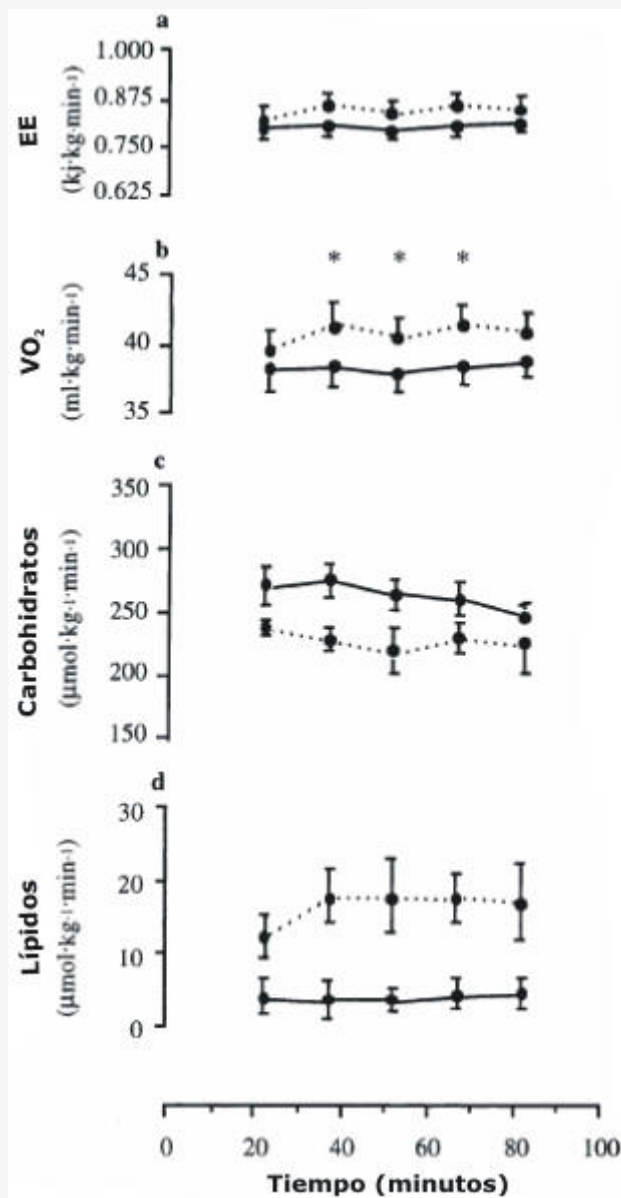 a
1.000
0.875
0.750
0.625
EE
(kj·kg·min-1)
b
* * *
45
40
35
VO2
(ml·kg·min-1)
c
350
300
250
200
150
Carbohidratos
(μmol·kg-1·min-1)
d
30
20
10
0
Lípidos
(μmol·kg-1·min-1)
0 20 40 60 80 100
Tiempo (minutos)